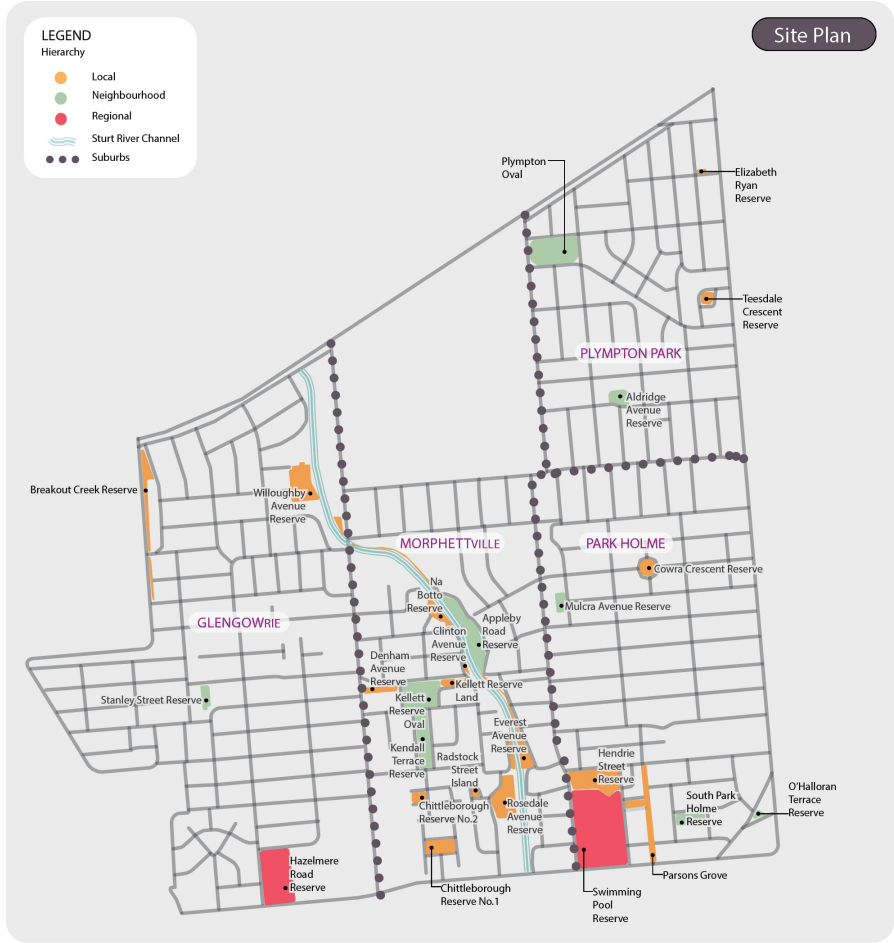 LEGEND
Hierarchy
Local
Neighbourhood
Regional
Sturt River Channel
Suburbs
Site Plan
Plympton
Oval
Elizabeth
Ryan
Reserve
Teesdale
Crescent
Reserve
PLYMPTON PARK
Aldridge
Avenue
Reserve
Breakout Creek Reserve
Willoughby
Avenue
Reserve
MORPHETTVILLE
PARK HOLME
Cowra Crescent Reserve
Na
Botto
Reserve
Mulcra Avenue Reserve
GLENGOWRIE
Clinton
Avenue
Reserve
Appleby
Road
Reserve
Denham
Avenue
Reserve
Kellett Reserve
Land
Stanley Street Reserve
Kellett
Reserve
Oval
Everest
Avenue
Reserve
Kendall
Terrace
Reserve
Radstock
Street
Island
Hendrie
Street
Reserve
Chittleborough
Reserve No.2
Rosedale
Avenue
Reserve
South Park
Holme
Reserve
O'Halloran
Terrace
Reserve
Hazelmere
Road
Reserve
Chittleborough
Reserve No.1
Parsons Grove
Swimming
Pool
Reserve